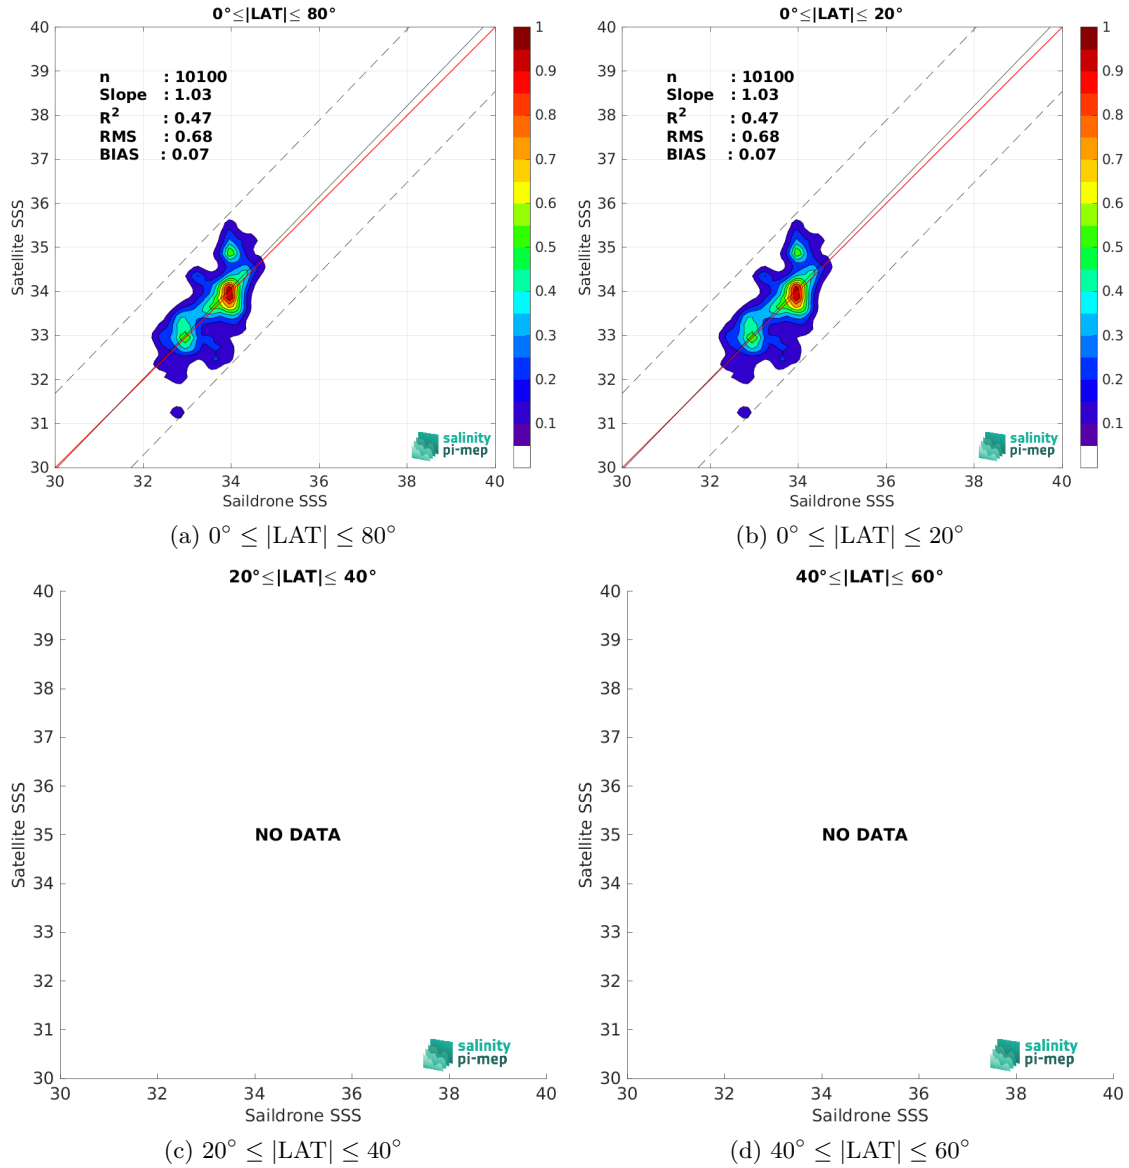 0°≤|LAT|≤ 80°
40
39
38
37
36
35
34
33
32
31
30
Satellite SSS
n : 10100
Slope : 1.03
R² : 0.47
RMS : 0.68
BIAS : 0.07
salinity
pi-mep
30 32 34 36 38 40
Saildrone SSS
1
0.9
0.8
0.7
0.6
0.5
0.4
0.3
0.2
0.1
(a) 0° ≤ |LAT| ≤ 80°
0°≤|LAT|≤ 20°
40
39
38
37
36
35
34
33
32
31
30
Satellite SSS
n : 10100
Slope : 1.03
R² : 0.47
RMS : 0.68
BIAS : 0.07
salinity
pi-mep
30 32 34 36 38 40
Saildrone SSS
1
0.9
0.8
0.7
0.6
0.5
0.4
0.3
0.2
0.1
(b) 0° ≤ |LAT| ≤ 20°
20°≤|LAT|≤ 40°
40
39
38
37
36
35
34
33
32
31
30
Satellite SSS
NO DATA
salinity
pi-mep
30 32 34 36 38 40
Saildrone SSS
(c) 20° ≤ |LAT| ≤ 40°
40°≤|LAT|≤ 60°
40
39
38
37
36
35
34
33
32
31
30
Satellite SSS
NO DATA
salinity
pi-mep
30 32 34 36 38 40
Saildrone SSS
(d) 40° ≤ |LAT| ≤ 60°